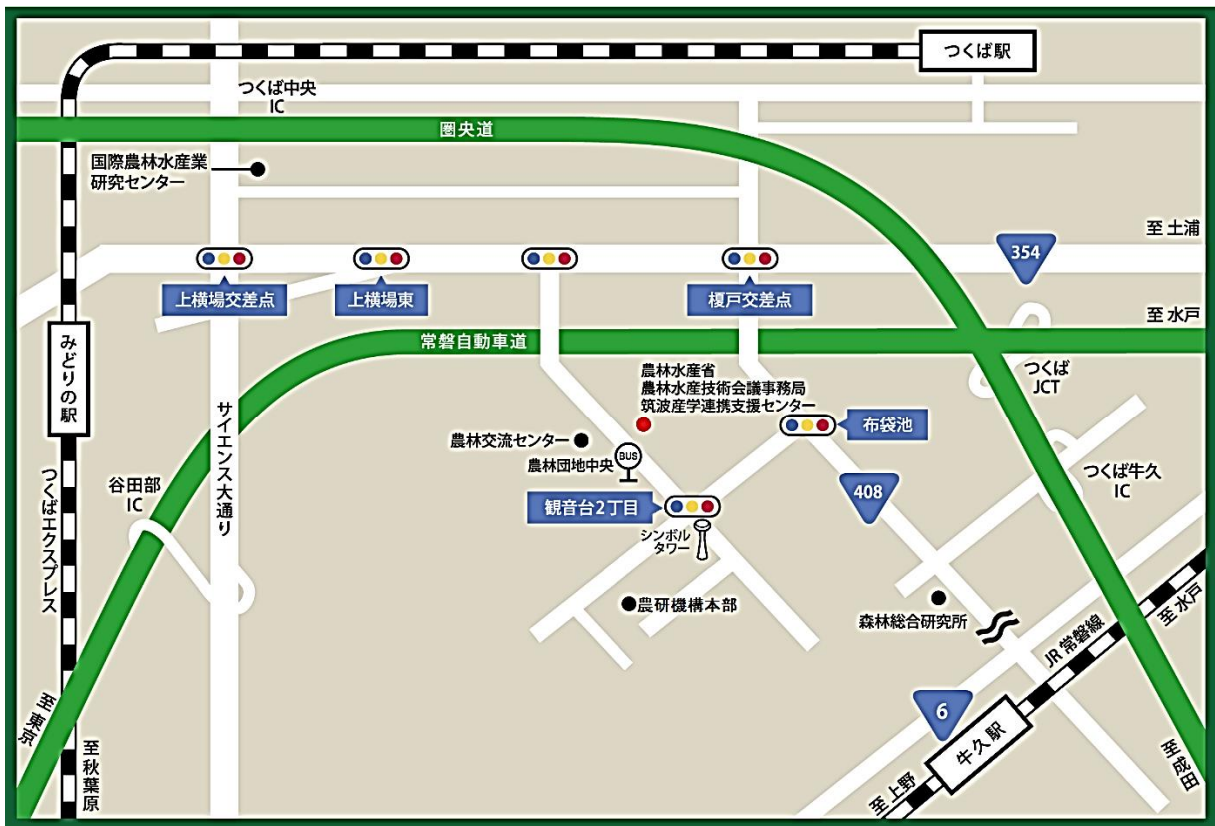 つくば駅
つくば中央
IC
圏央道
国際農林水産業
研究センター
至 土浦
354
上横場交差点
上横場東
榎戸交差点
至 水戸
常磐自動車道
みどりの駅
つくば
JCT
農林水産省
農林水産技術会議事務局
筑波産学連携支援センター
サイエンス大通り
布袋池
農林交流センター
BUS
農林団地中央
つくば牛久
IC
谷田部
IC
408
つくばエクスプレス
観音台2丁目
シンボル
タワー
農研機構本部
森林総合研究所
JR 常磐線
至 水戸
6
牛久駅
至 東京
至 秋葉原
至 上野
至 成田